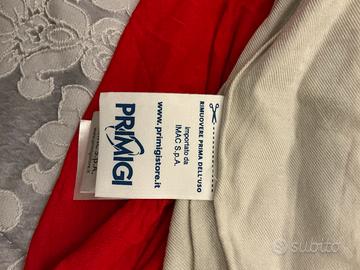 PRIMIGI
www.primigistore.it
importato da
IMAC S.p.A.
RIMUOVERE PRIMA DELL'USO
subito